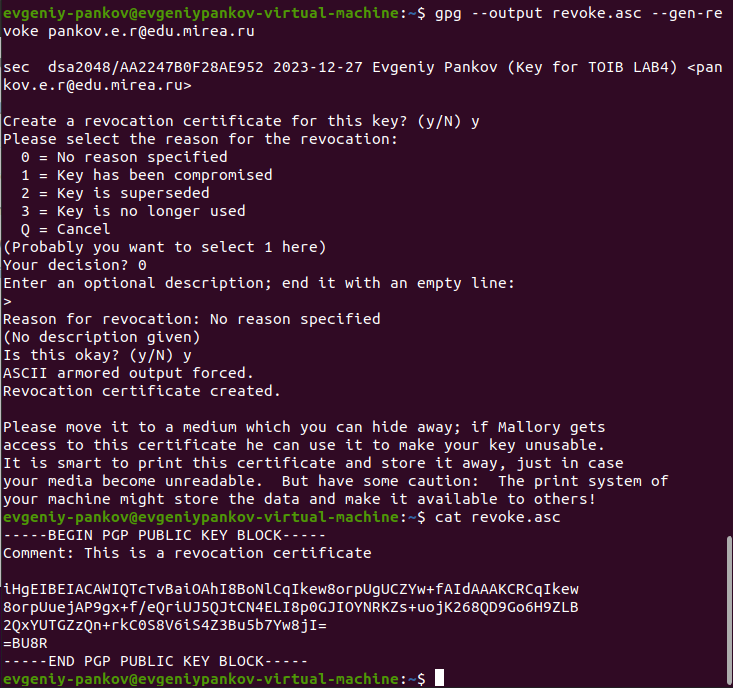 evgeniy-pankov@evgeniypankov-virtual-machine:~$ gpg --output revoke.asc --gen-re
voke pankov.e.r@edu.mirea.ru
sec  dsa2048/AA2247B0F28AE952 2023-12-27 Evgeniy Pankov (Key for TOIB LAB4) <pan
kov.e.r@edu.mirea.ru>
Create a revocation certificate for this key? (y/N) y
Please select the reason for the revocation:
  0 = No reason specified
  1 = Key has been compromised
  2 = Key is superseded
  3 = Key is no longer used
  Q = Cancel
(Probably you want to select 1 here)
Your decision? 0
Enter an optional description; end it with an empty line:
>
Reason for revocation: No reason specified
(No description given)
Is this okay? (y/N) y
ASCII armored output forced.
Revocation certificate created.
Please move it to a medium which you can hide away; if Mallory gets
access to this certificate he can use it to make your key unusable.
It is smart to print this certificate and store it away, just in case
your media become unreadable.  But have some caution:  The print system of
your machine might store the data and make it available to others!
evgeniy-pankov@evgeniypankov-virtual-machine:~$ cat revoke.asc
-----BEGIN PGP PUBLIC KEY BLOCK-----
Comment: This is a revocation certificate
iHgEIBEIACAWIQTcTvBaiOAhI8BoNlCqIkew8orpUgUCZYw+fAIdAAAKCRCqIkew
8orpUuejAP9gx+f/eQriUJ5QJtCN4ELI8p0GJIOYNRKZs+uojK268QD9Go6H9ZLB
2QxYUTGZzQn+rkC0S8V6iS4Z3Bu5b7Yw8jI=
=BU8R
-----END PGP PUBLIC KEY BLOCK-----
evgeniy-pankov@evgeniypankov-virtual-machine:~$